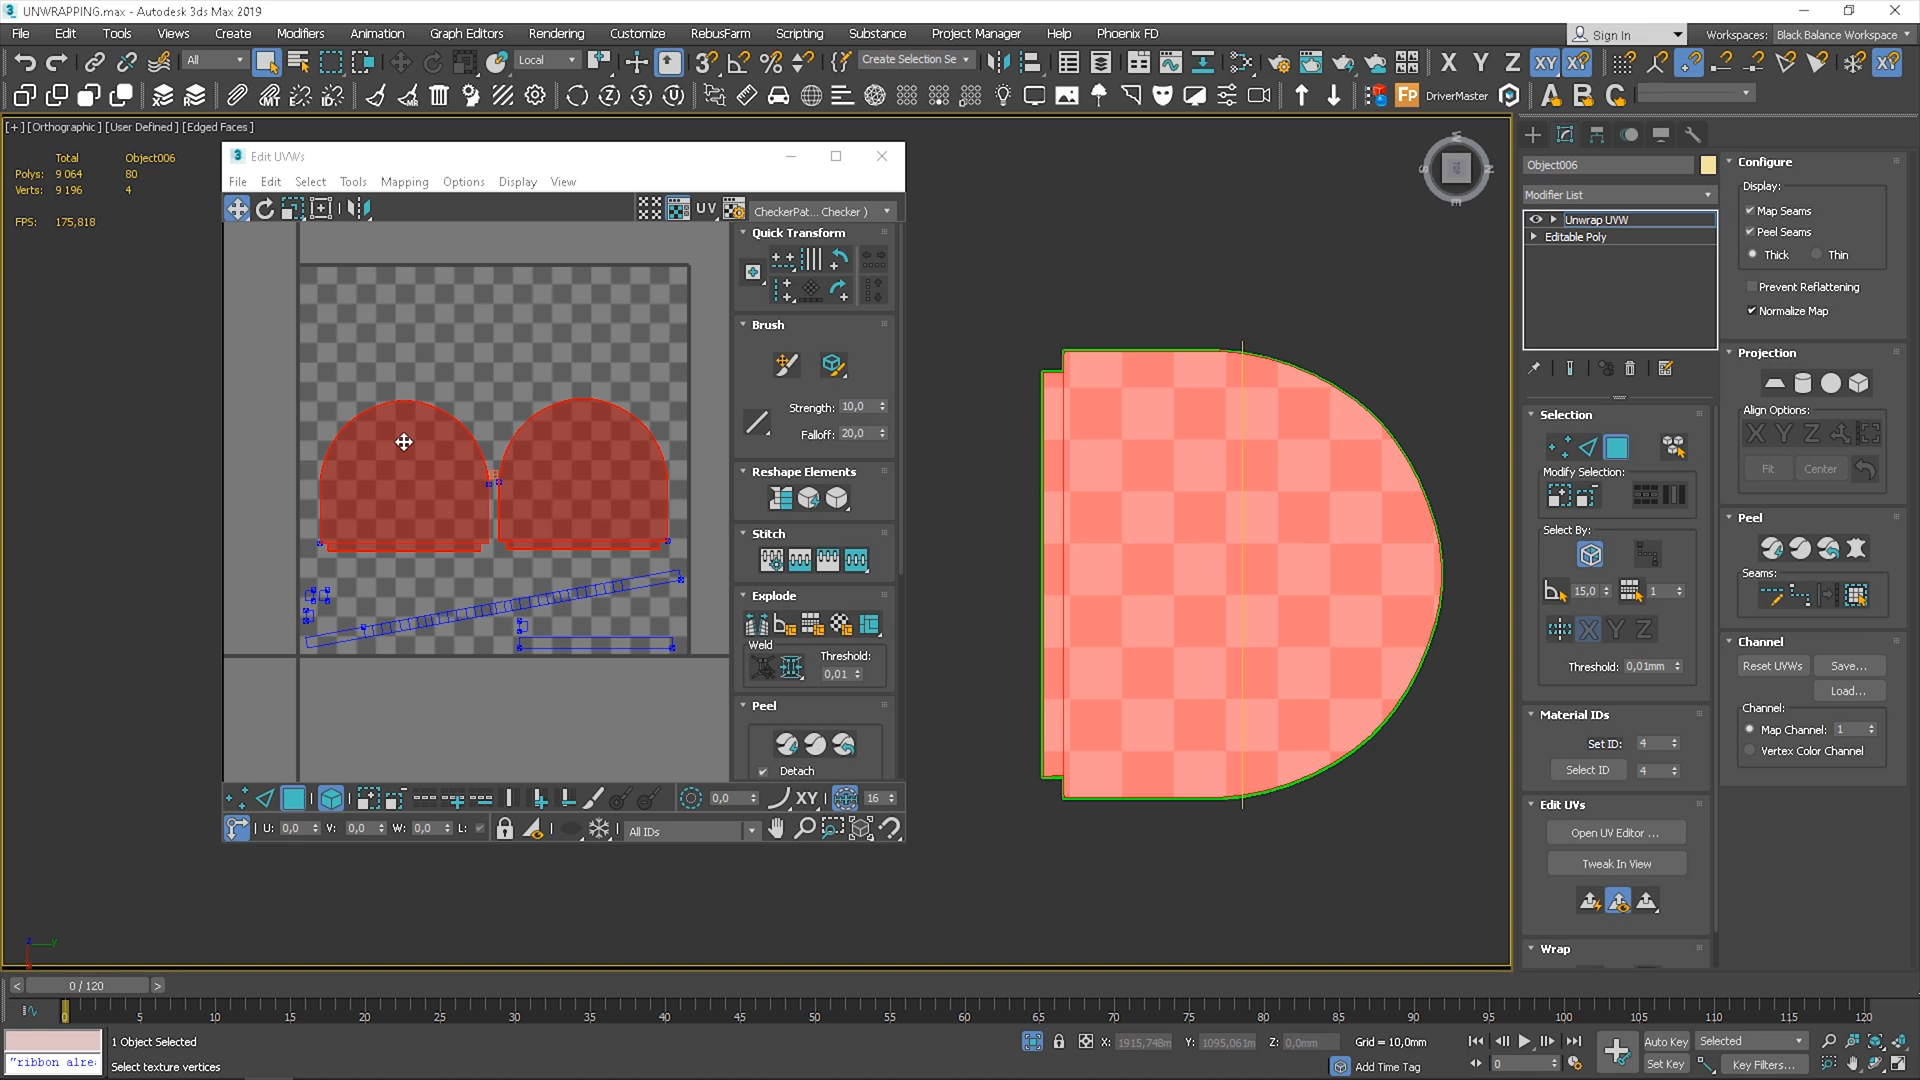 3 UNWRAPPING.max - Autodesk 3ds Max 2019
File Edit Tools Views Create Modifiers Animation Graph Editors Rendering Customize RebusFarm Scripting Substance Project Manager Help Phoenix FD
Sign In Workspaces: Black Balance Workspace
All Local Create Selection Se X Y Z XY XY
DriverMaster
[+] [Orthographic ] [User Defined ] [Edged Faces ]
Total Object006
Polys: 9 064 80
Verts: 9 196 4
FPS: 175,818
3 Edit UVWs
File Edit Select Tools Mapping Options Display View
UV CheckerPat... Checker )
Quick Transform
Brush
Strength: 10,0
Falloff: 20,0
Reshape Elements
Stitch
Explode
Weld
Threshold:
0,01
Peel
Detach
0,0 XY 16
U: 0,0 V: 0,0 W: 0,0 L: All IDs
Object006
Modifier List
Unwrap UVW
Editable Poly
Selection
Modify Selection:
Select By:
15,0 1
X Y Z
Threshold: 0,01mm
Material IDs
Set ID: 4
Select ID 4
Edit UVs
Open UV Editor ...
Tweak In View
Wrap
Configure
Display:
Map Seams
Peel Seams
Thick Thin
Prevent Reflattening
Normalize Map
Projection
Align Options:
X Y Z
Fit Center
Peel
Seams:
Channel
Reset UVWs Save...
Load...
Channel:
Map Channel: 1
Vertex Color Channel
< 0 / 120 >
0 5 10 15 20 25 30 35 40 45 50 55 60 65 70 75 80 85 90 95 100 105 110 115 120
1 Object Selected X: 1915,748m Y: 1095,061m Z: 0,0mm Grid = 10,0mm Auto Key Selected
"ribbon alrea Select texture vertices Add Time Tag 0 Set Key Key Filters...